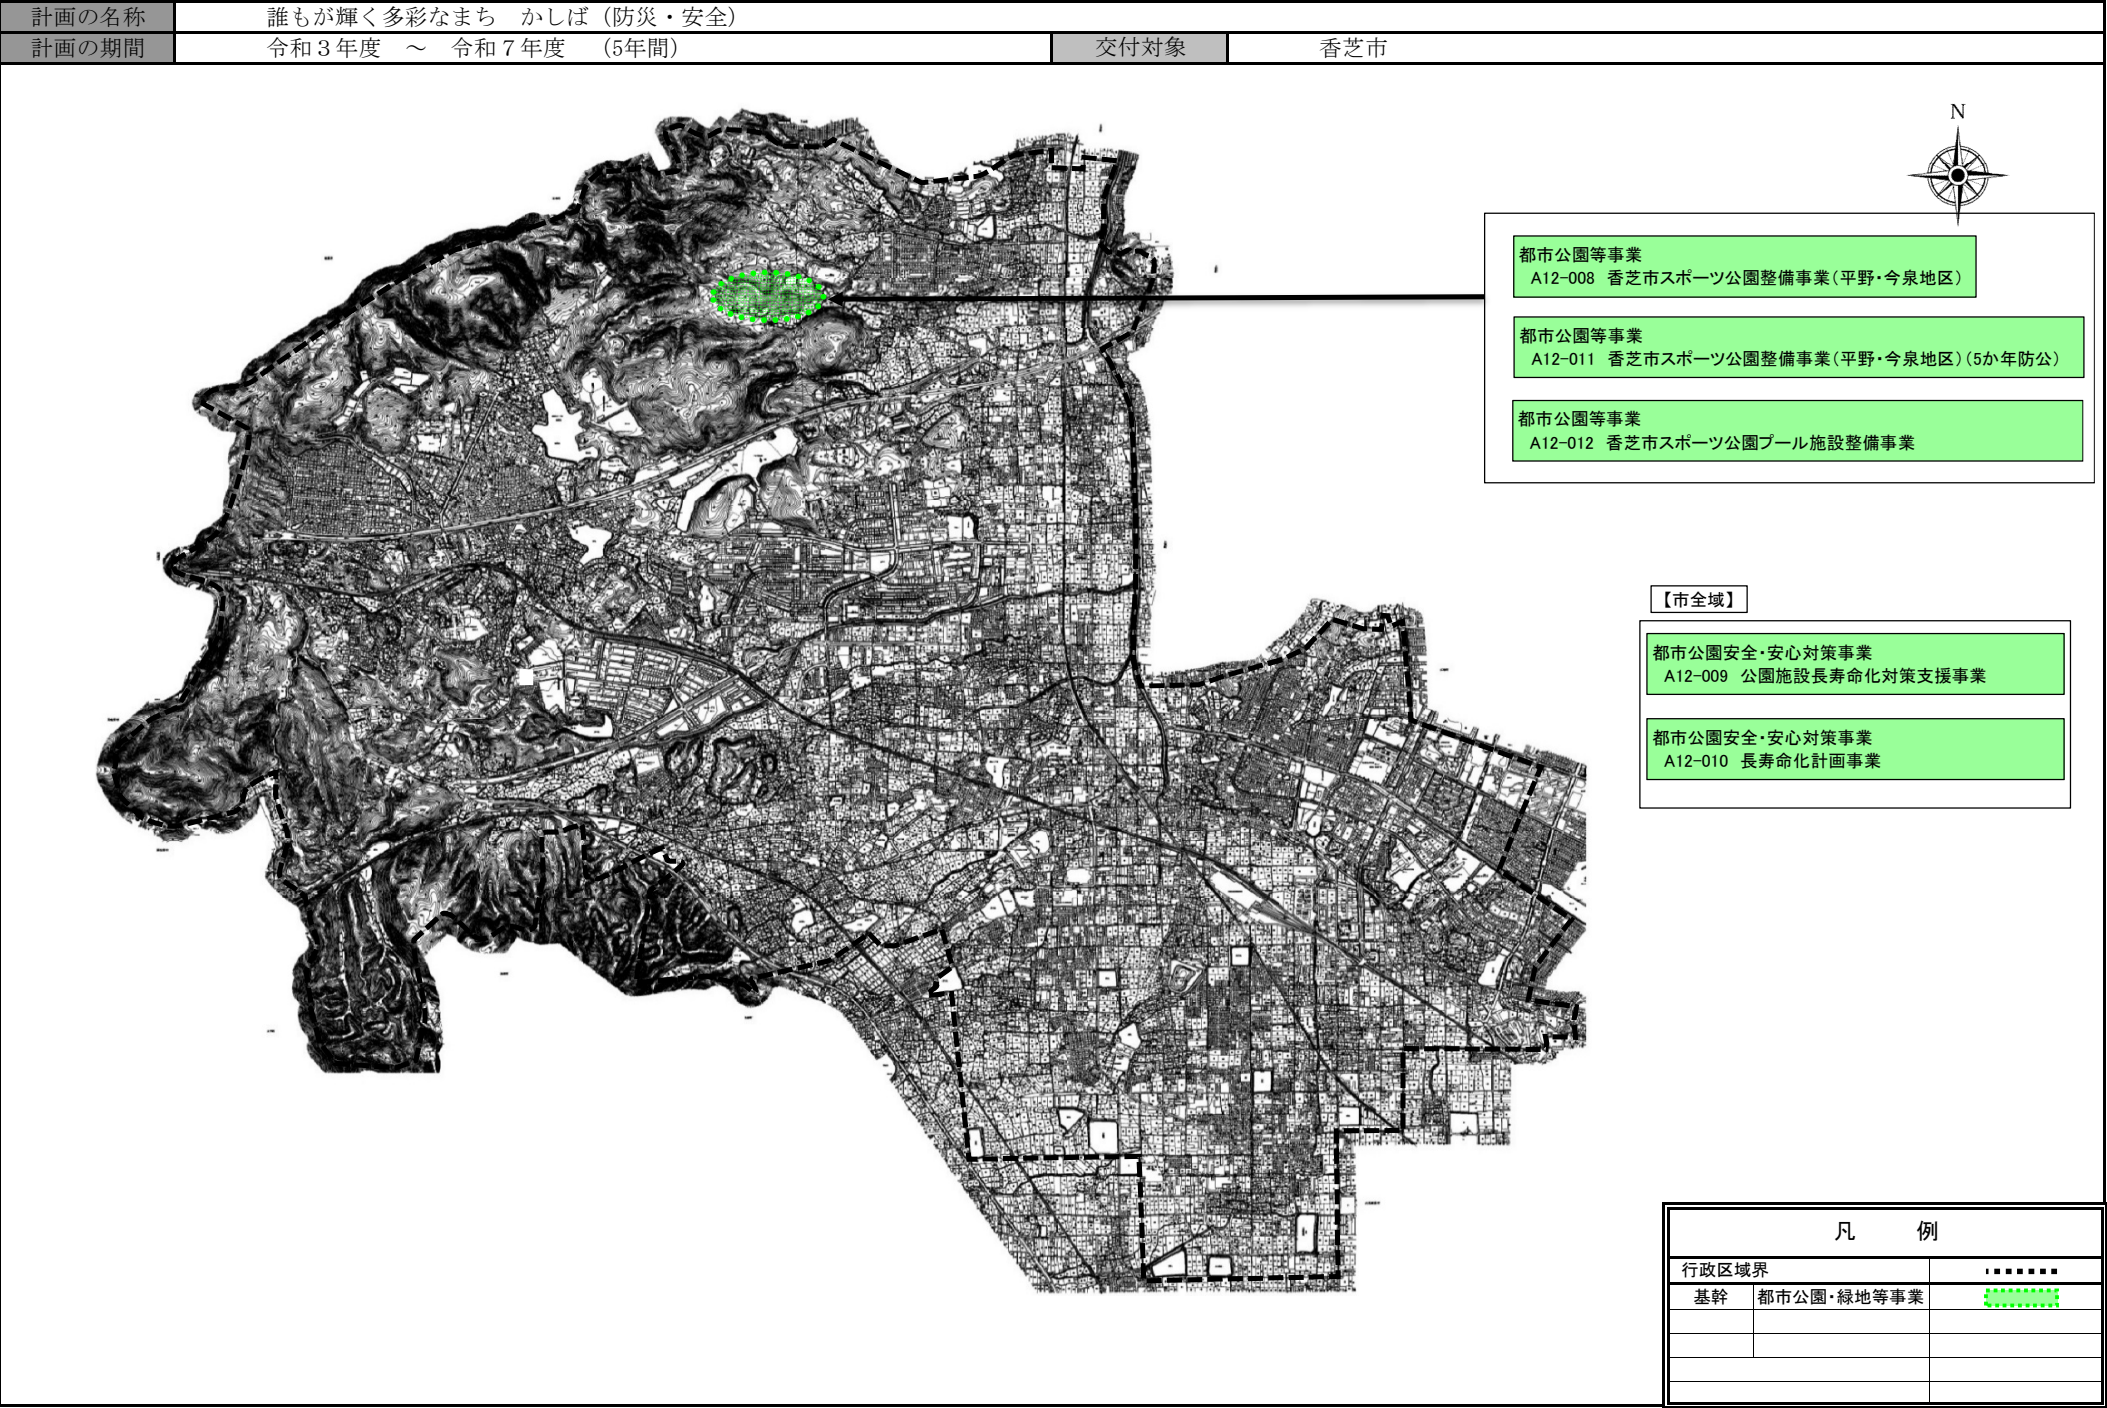 計画の名称　誰もが輝く多彩なまち　かしば（防災・安全）
計画の期間　令和３年度　～　令和７年度　（5年間）　交付対象　香芝市
N
都市公園等事業
A12-008 香芝市スポーツ公園整備事業（平野・今泉地区）
都市公園等事業
A12-011 香芝市スポーツ公園整備事業（平野・今泉地区）（5か年防公）
都市公園等事業
A12-012 香芝市スポーツ公園プール施設整備事業
【市全域】
都市公園安全・安心対策事業
A12-009 公園施設長寿命化対策支援事業
都市公園安全・安心対策事業
A12-010 長寿命化計画事業
凡　例
行政区域界
基幹　都市公園・緑地等事業